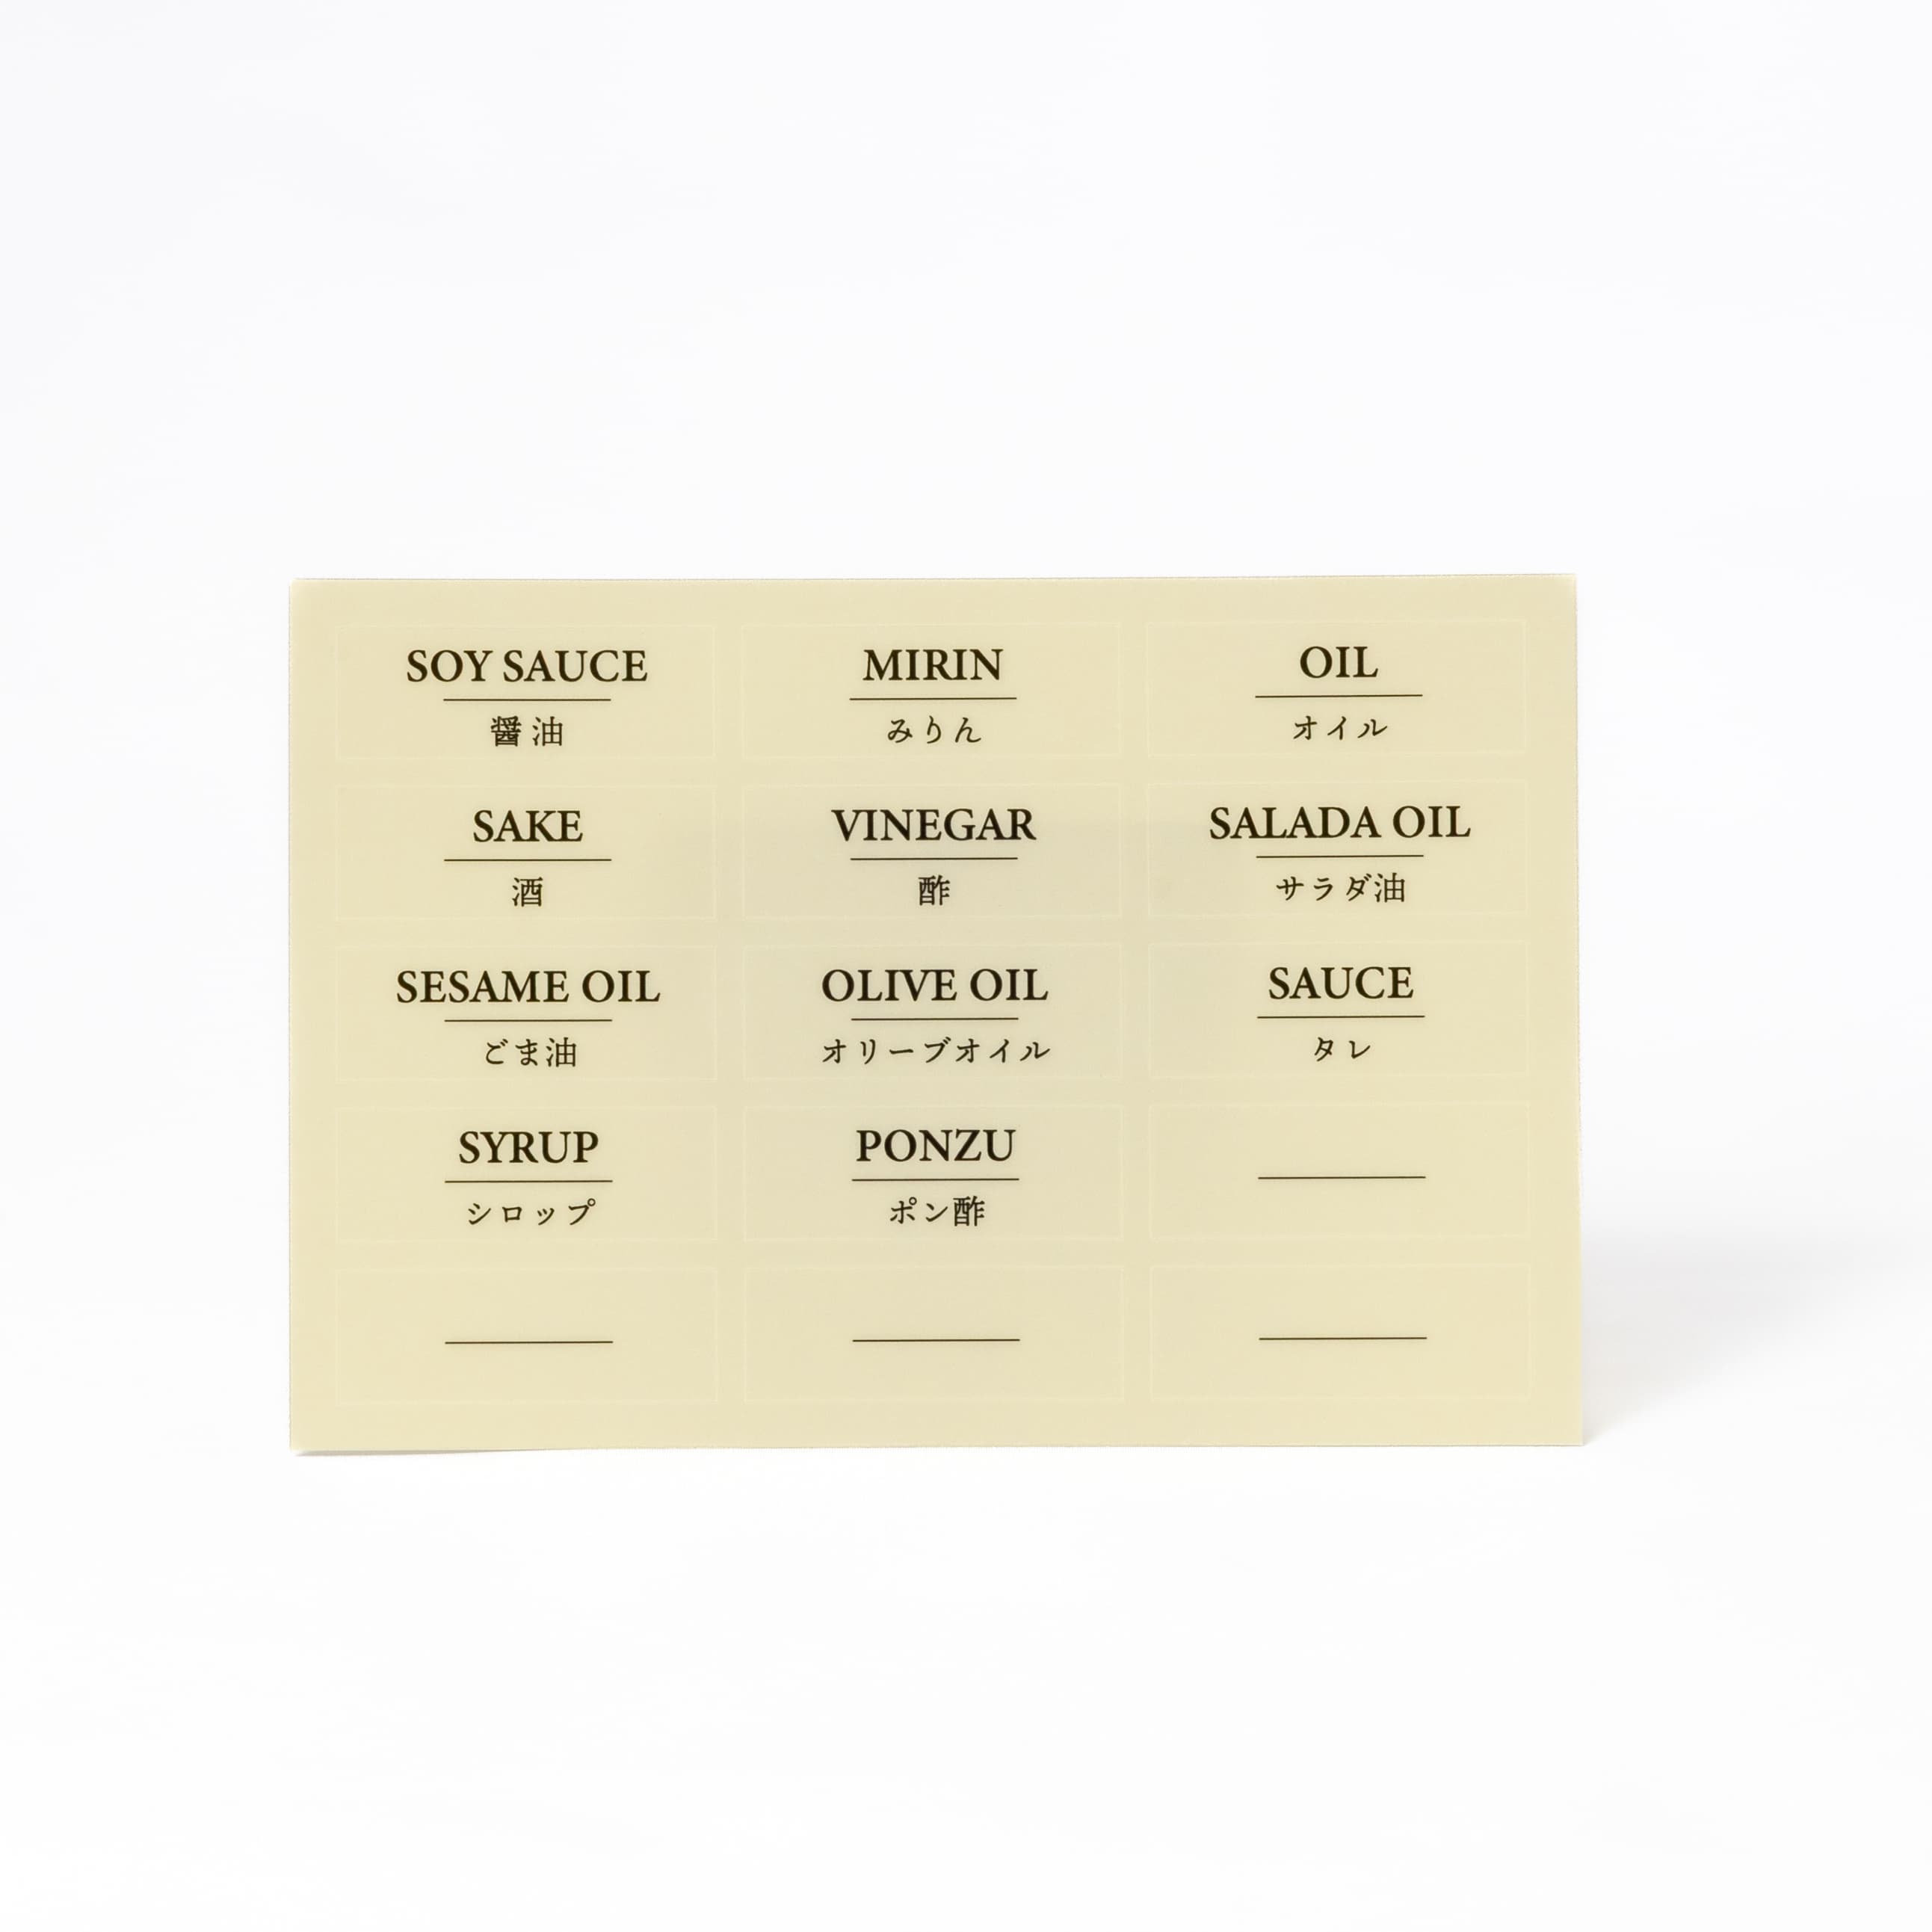 SOY SAUCE
醤油
MIRIN
みりん
OIL
オイル
SAKE
酒
VINEGAR
酢
SALADA OIL
サラダ油
SESAME OIL
ごま油
OLIVE OIL
オリーブオイル
SAUCE
タレ
SYRUP
シロップ
PONZU
ポン酢